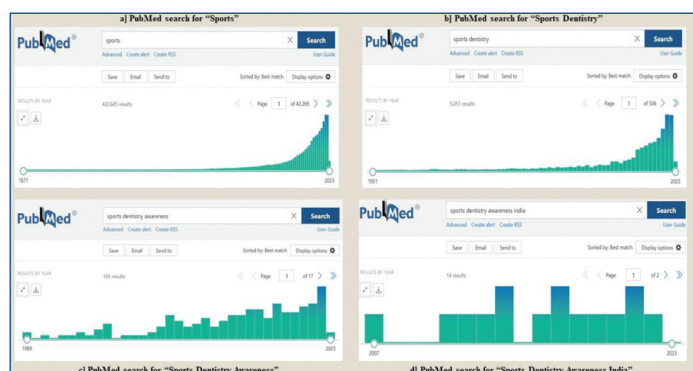 a] PubMed search for “Sports”
PubMed®
sports
X
Search
Advanced Create alert Create RSS
User Guide
Save Email Send to
Sorted by: Best match Display options
RESULTS BY YEAR
422,685 results
Page 1 of 42,269
1871
2023
b] PubMed search for “Sports Dentistry”
PubMed®
sports dentistry
X
Search
Advanced Create alert Create RSS
User Guide
Save Email Send to
Sorted by: Best match Display options
RESULTS BY YEAR
5,051 results
Page 1 of 506
1951
2023
PubMed®
sports dentistry awareness
X
Search
Advanced Create alert Create RSS
User Guide
Save Email Send to
Sorted by: Best match Display options
RESULTS BY YEAR
165 results
Page 1 of 17
2023
c] PubMed search for “Sports Dentistry Awareness”
PubMed®
sports dentistry awareness india
X
Search
Advanced Create alert Create RSS
User Guide
Save Email Send to
Sorted by: Best match Display options
RESULTS BY YEAR
14 results
Page 1 of 2
2007
2023
d] PubMed search for “Sports Dentistry Awareness India”